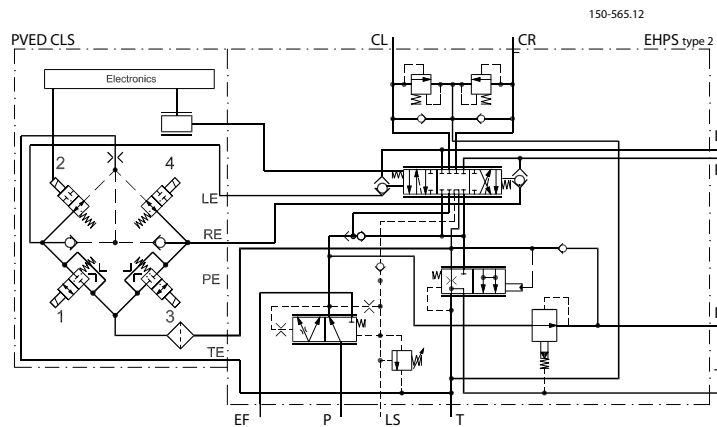 150-565.12
PVED CLS
CL
CR
EHPS type 2
Electronics
2
4
LE
RE
PE
1
3
TE
EF
P
LS
T